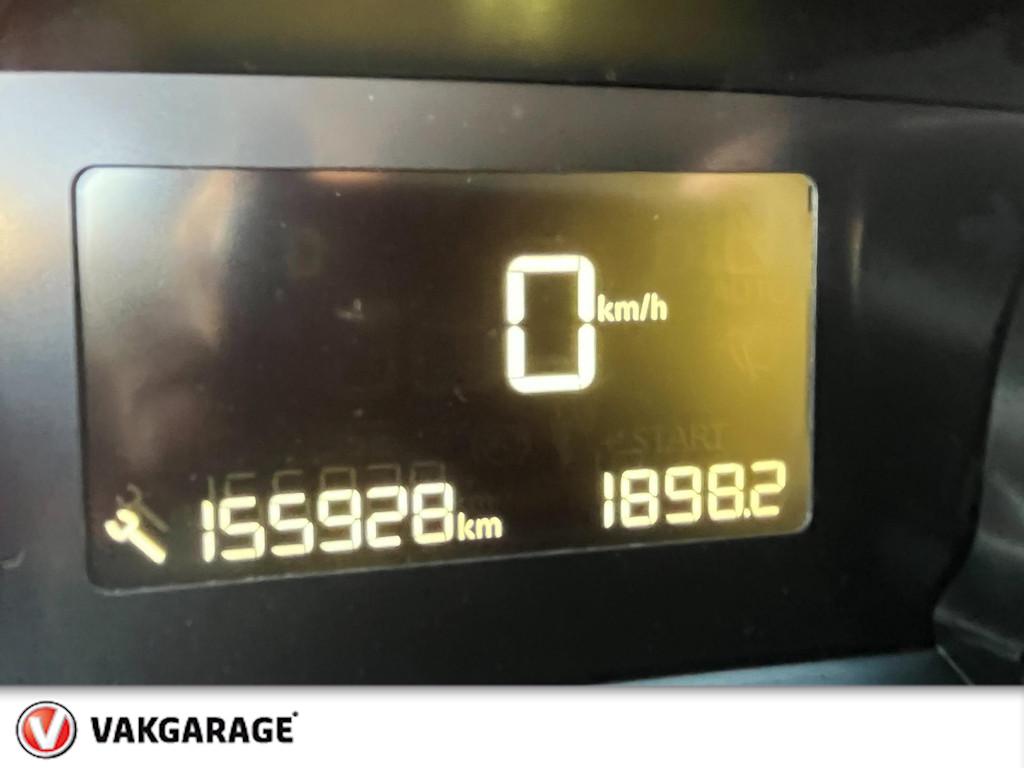 0 km/h
START
155928 km 1898.2
VAKGARAGE*